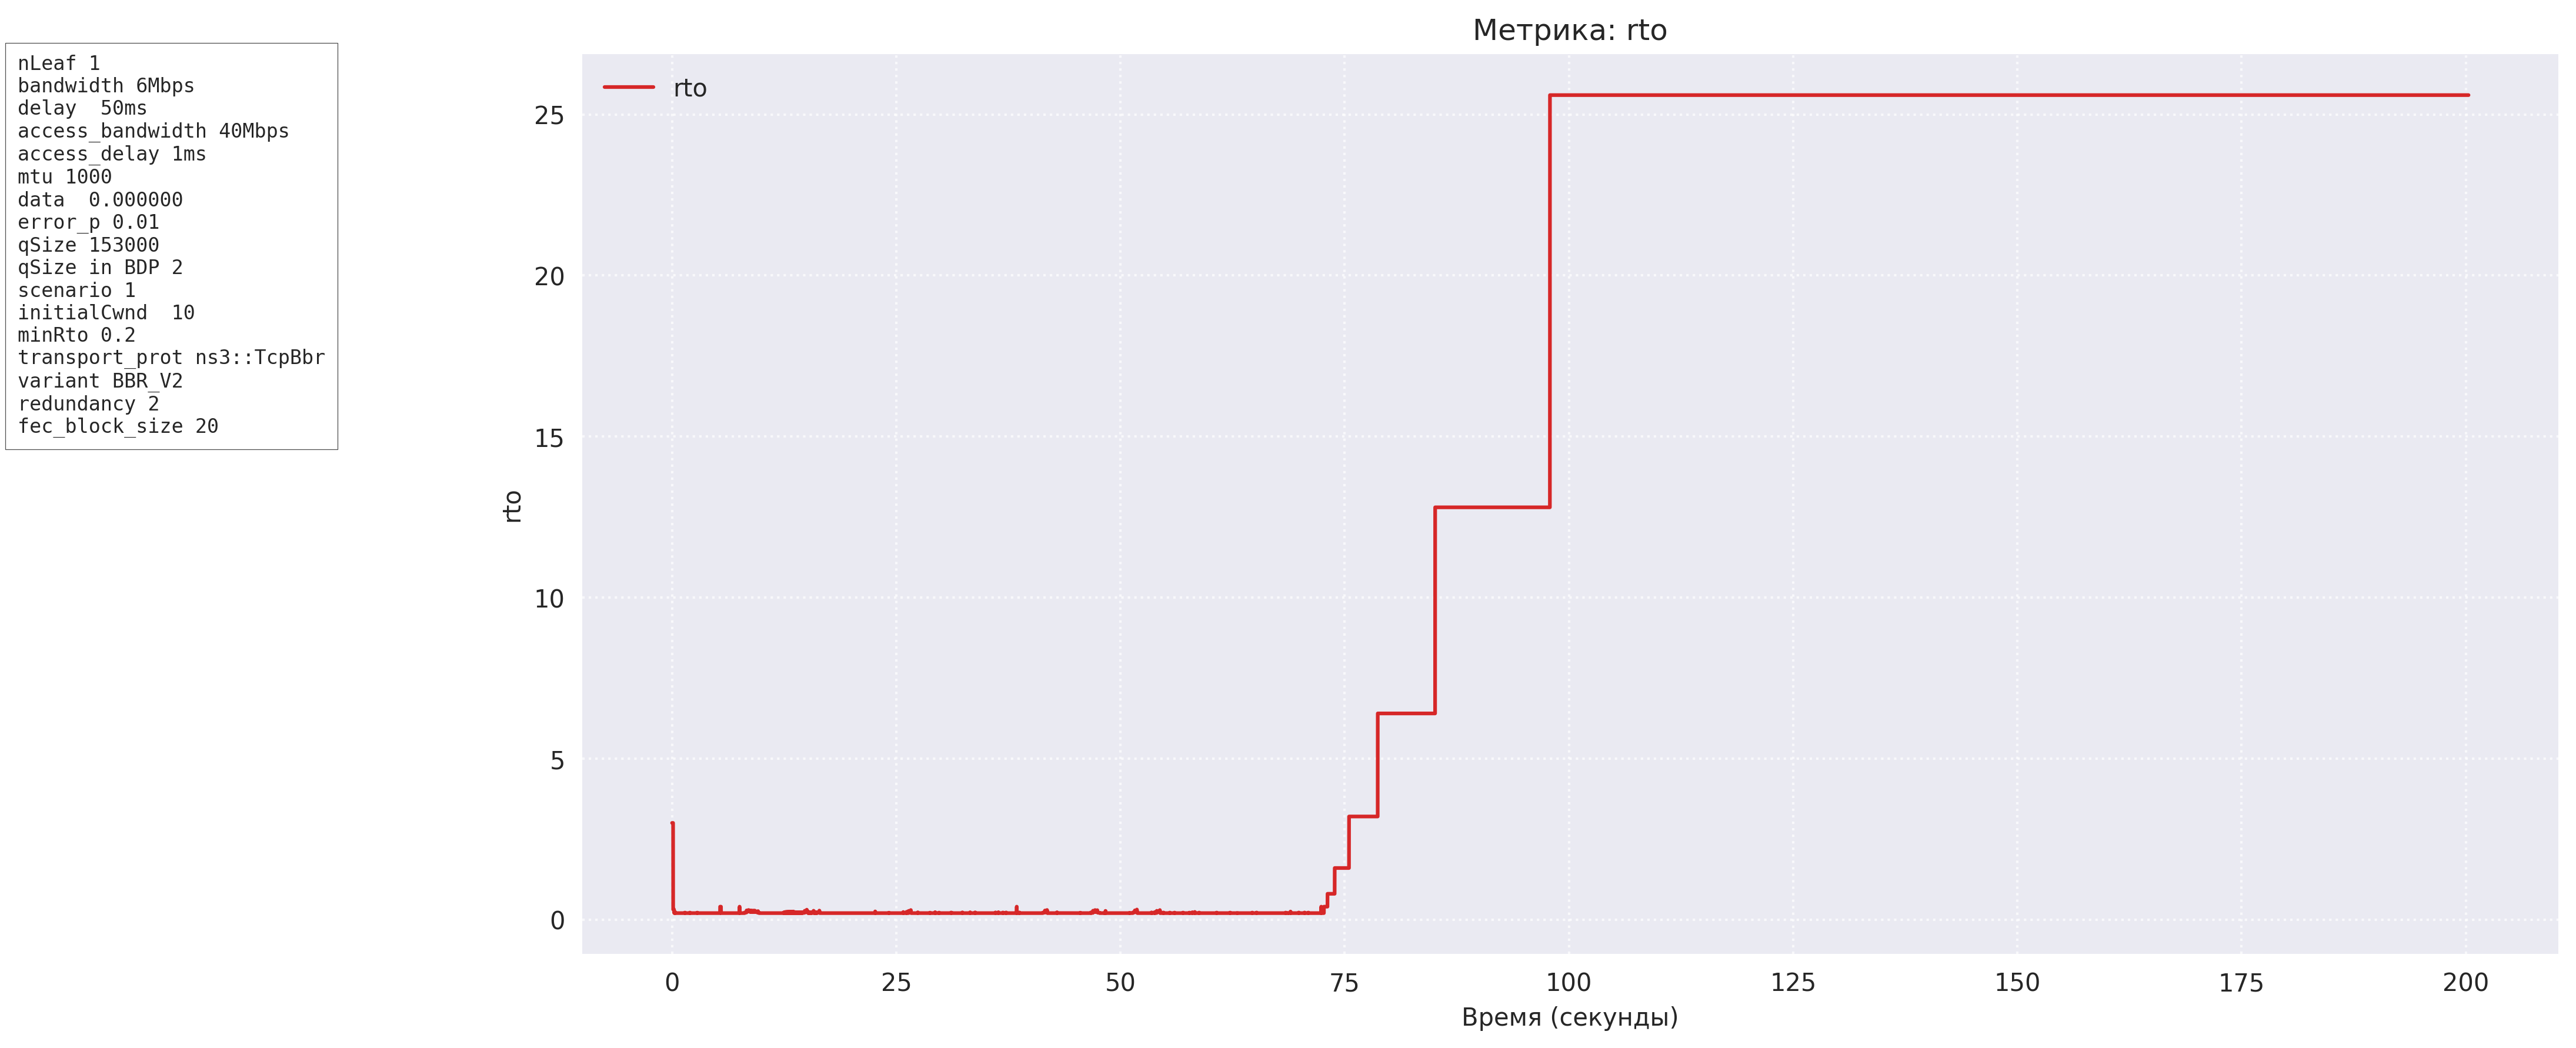 Метрика: rto
nLeaf 1
bandwidth 6Mbps
delay  50ms
access_bandwidth 40Mbps
access_delay 1ms
mtu 1000
data  0.000000
error_p 0.01
qSize 153000
qSize in BDP 2
scenario 1
initialCwnd  10
minRto 0.2
transport_prot ns3::TcpBbr
variant BBR_V2
redundancy 2
fec_block_size 20
rto
rto
25
20
15
10
5
0
0 25 50 75 100 125 150 175 200
Время (секунды)